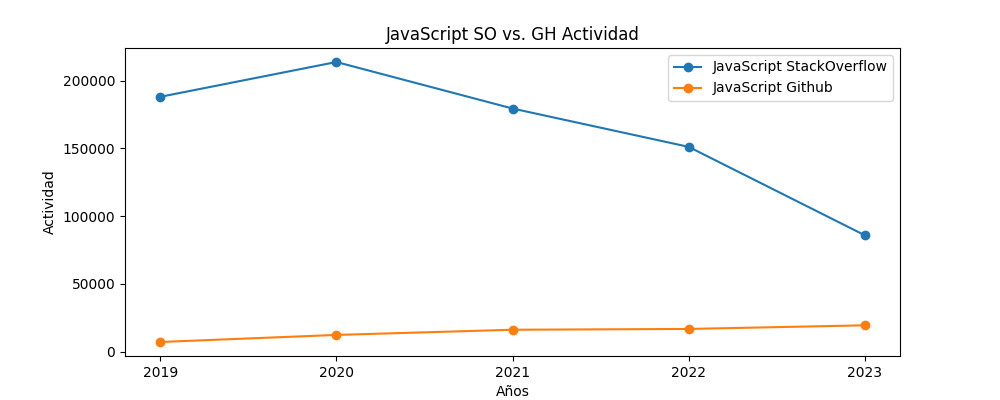 JavaScript SO vs. GH Actividad
JavaScript StackOverflow
JavaScript Github
200000
150000
100000
50000
0
Actividad
2019 2020 2021 2022 2023
Años